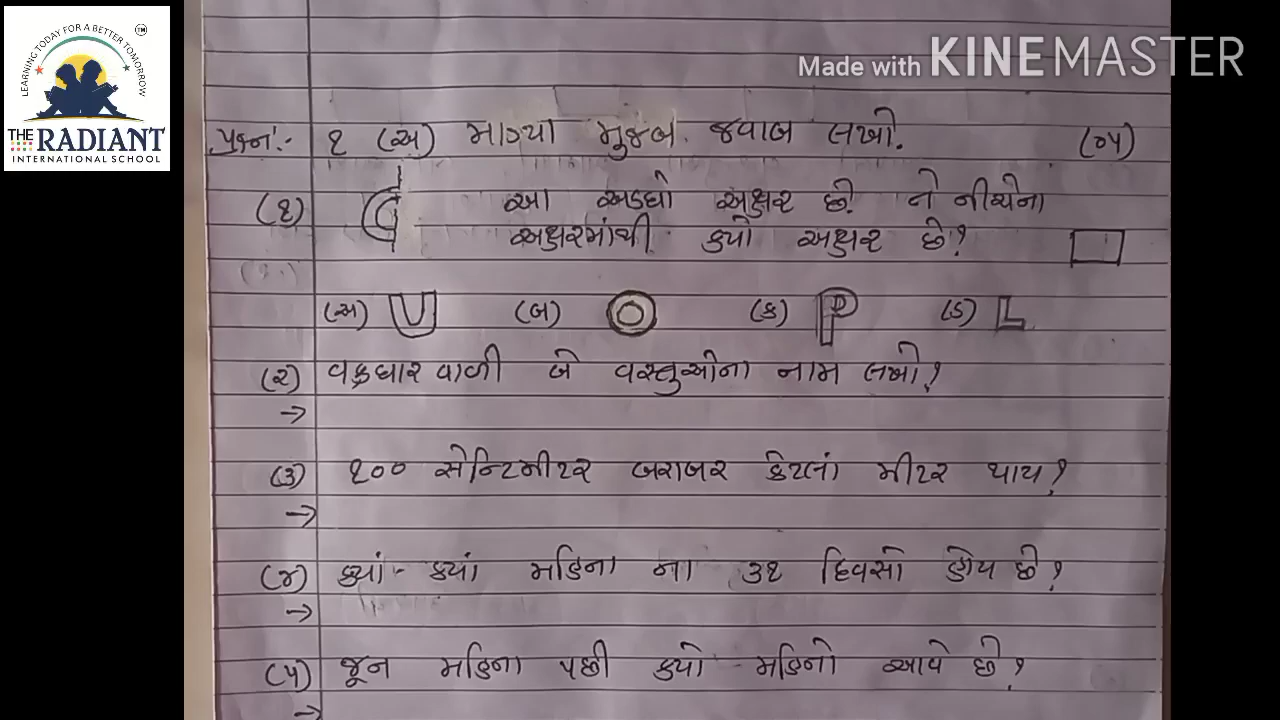 LEARNING TODAY FOR A BETTER TOMORROW
TM
THE RADIANT
INTERNATIONAL SCHOOL
Made with KINEMASTER
પ્રશ્નઃ- ૧ (અ) માગ્યા મુજબ જવાબ લખો. (૦૫)
(૧) આ અડધો અક્ષર છે. ને નીચેના
અક્ષરમાંથી ક્યો અક્ષર છે?
(અ) U (બ) O (ક) P (ડ) L
(૨) વક્રધાર વાળી બે વસ્તુઓના નામ લખો?
→
(૩) ૧૦૦ સેન્ટિમીટર બરાબર કેટલાં મીટર થાય?
→
(૪) ક્યાં - ક્યાં મહિના ના ૩૧ દિવસો હોય છે?
→
(૫) જૂન મહિના પછી ક્યો મહિનો આવે છે?
→